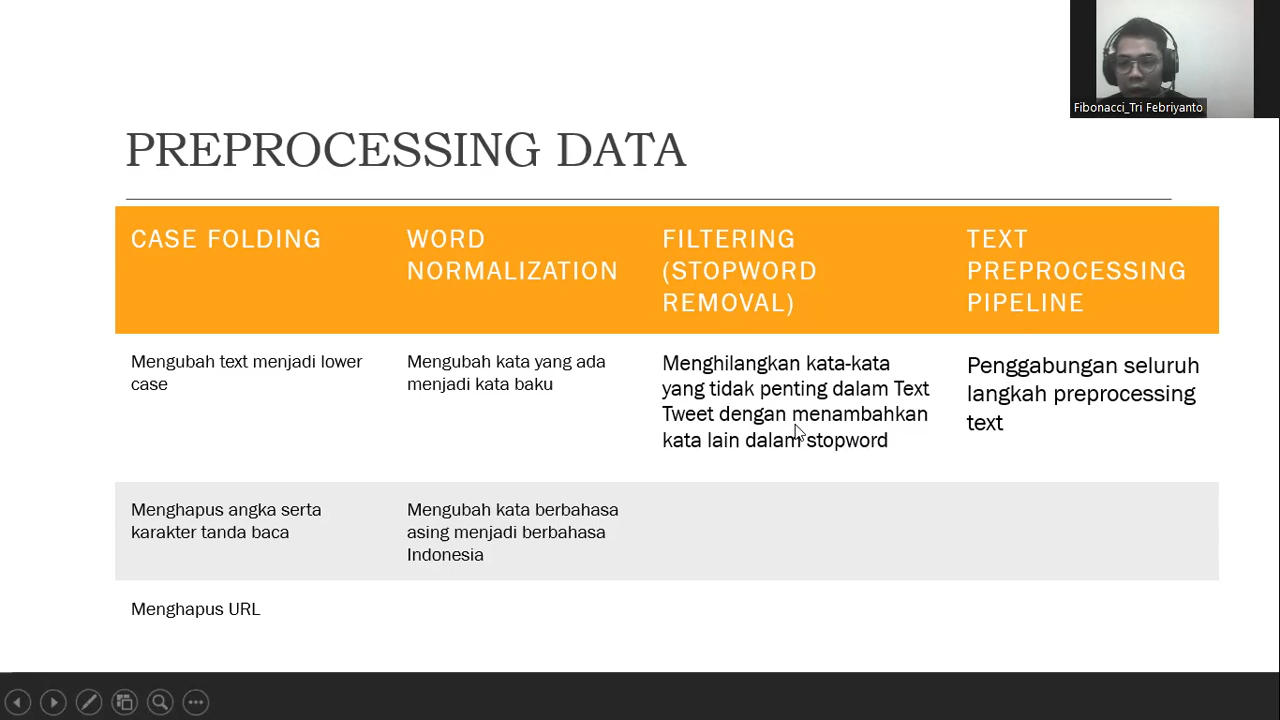 Fibonacci_Tri Febriyanto
PREPROCESSING DATA
CASE FOLDING
WORD
NORMALIZATION
FILTERING
(STOPWORD
REMOVAL)
TEXT
PREPROCESSING
PIPELINE
Mengubah text menjadi lower
case
Mengubah kata yang ada
menjadi kata baku
Menghilangkan kata-kata
yang tidak penting dalam Text
Tweet dengan menambahkan
kata lain dalam stopword
Penggabungan seluruh
langkah preprocessing
text
Menghapus angka serta
karakter tanda baca
Mengubah kata berbahasa
asing menjadi berbahasa
Indonesia
Menghapus URL